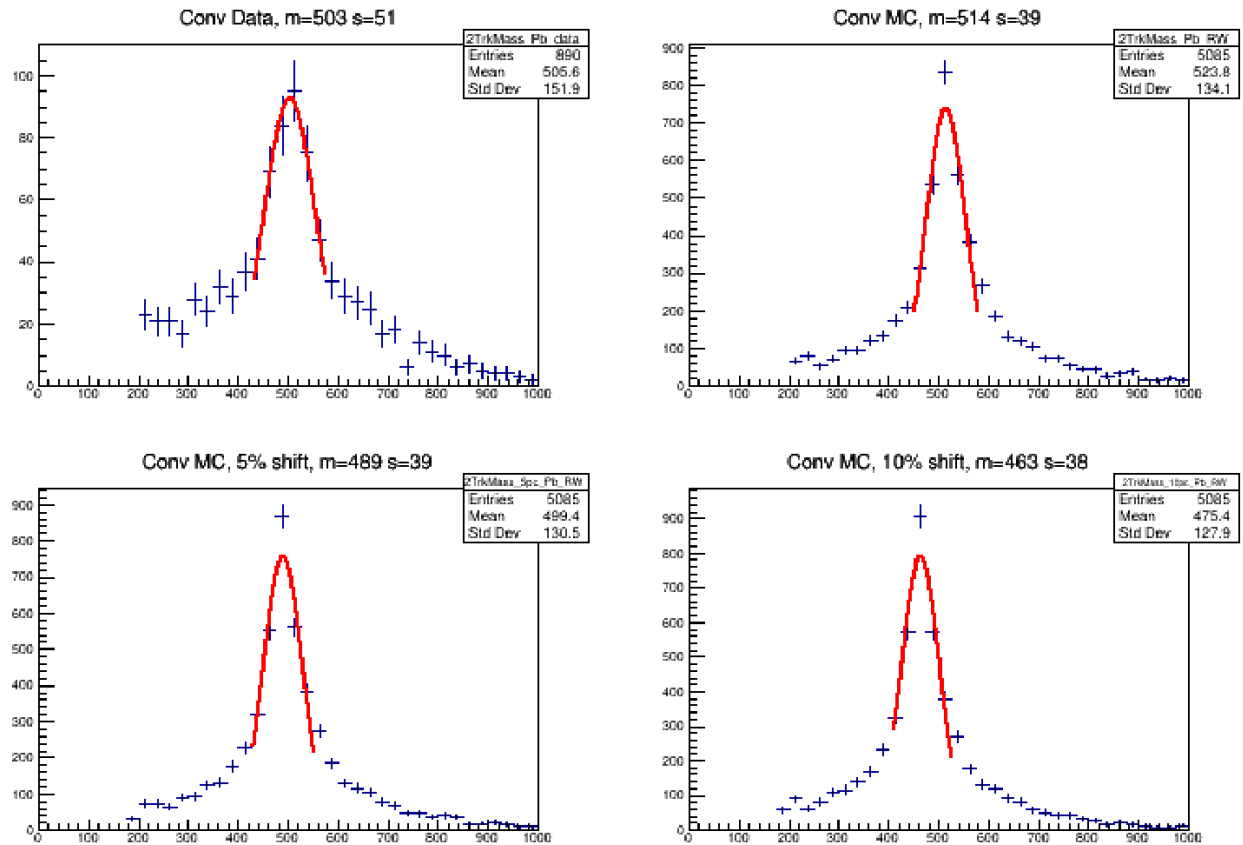 Conv Data, m=503 s=51
2TrkMass_Pb_data
Entries 890
Mean 505.6
Std Dev 151.9
100
80
60
40
20
0
0 100 200 300 400 500 600 700 800 900 1000
Conv MC, m=514 s=39
2TrkMass_Pb_RW
Entries 5085
Mean 523.8
Std Dev 134.1
900
800
700
600
500
400
300
200
100
0
0 100 200 300 400 500 600 700 800 900 1000
Conv MC, 5% shift, m=489 s=39
2TrkMass_5pc_Pb_RW
Entries 5085
Mean 499.4
Std Dev 130.5
900
800
700
600
500
400
300
200
100
0
0 100 200 300 400 500 600 700 800 900 1000
Conv MC, 10% shift, m=463 s=38
2TrkMass_10pc_Pb_RW
Entries 5085
Mean 475.4
Std Dev 127.9
900
800
700
600
500
400
300
200
100
0
0 100 200 300 400 500 600 700 800 900 1000